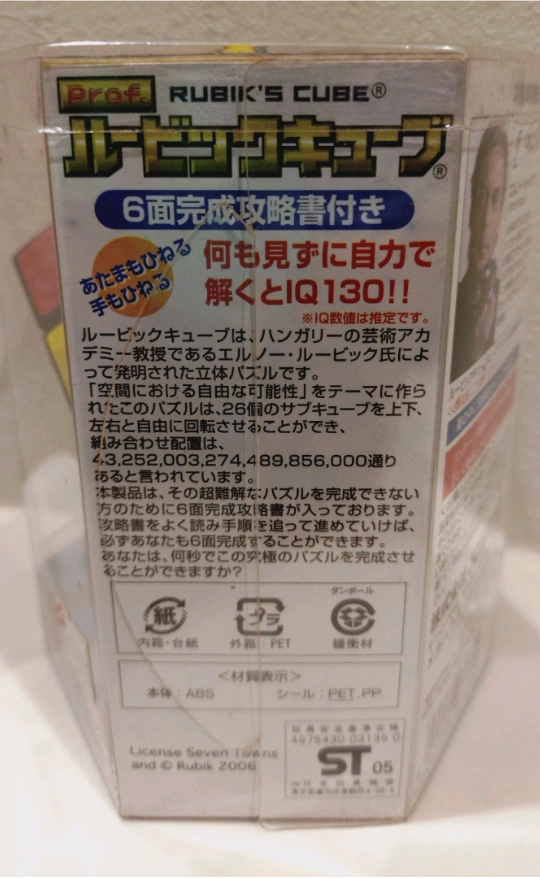 Prof. RUBIK'S CUBE®
ルービックキューブ®
6面完成攻略書付き
あたまもひねる
手もひねる
何も見ずに自力で
解くとIQ130!!
※IQ数値は推定です。
ルービックキューブは、ハンガリーの芸術アカ
デミー教授であるエルノー・ルービック氏によ
って発明された立体パズルです。
「空間における自由な可能性」をテーマに作ら
れたこのパズルは、26個のサブキューブを上下、
左右と自由に回転させることができ、
組み合わせ配置は、
43,252,003,274,489,856,000通り
あると言われています。
本製品は、その超難解なパズルを完成できない
方のために6面完成攻略書が入っております。
攻略書をよく読み手順を追って進めていけば、
必ずあなたも6面完成することができます。
あなたは、何秒でこの究極のパズルを完成させ
ることができますか?
ダンボール
紙 プラ
内箱・台紙 外箱:PET 緩衝材
<材質表示>
本体:ABS シール:PET,PP
License Seven Towns
and © Rubik 2006
玩具安全基準合格
4975430 03135 0
ST 05